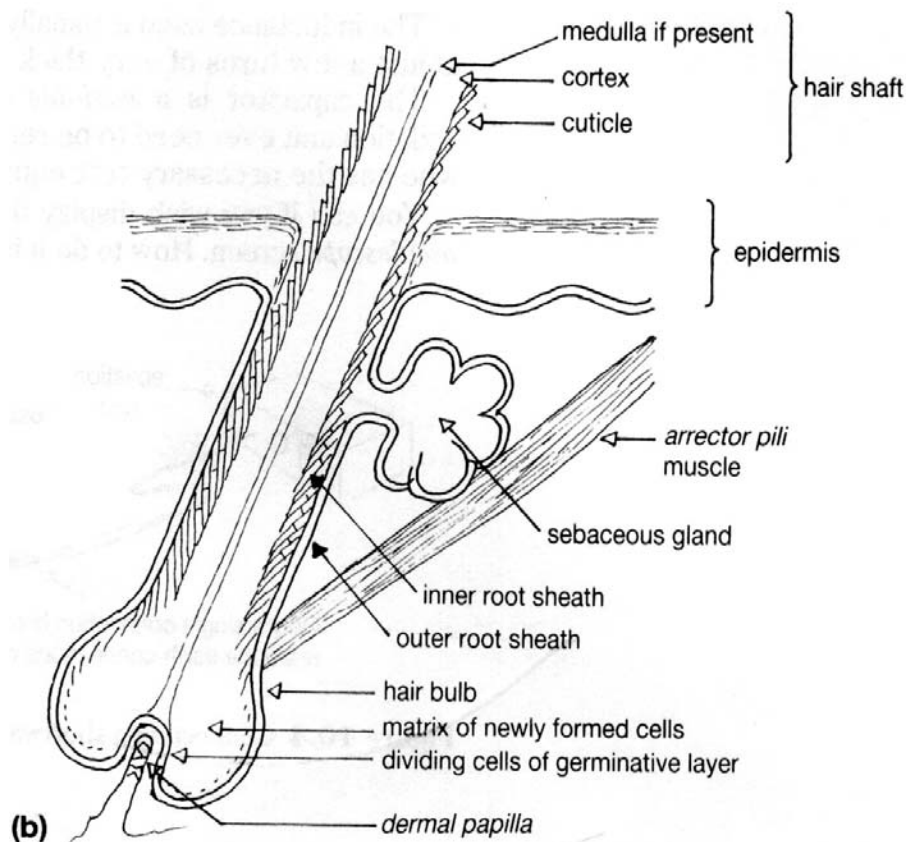 medulla if present
cortex
cuticle
hair shaft
epidermis
arrector pili
muscle
sebaceous gland
inner root sheath
outer root sheath
hair bulb
matrix of newly formed cells
dividing cells of germinative layer
dermal papilla
(b)